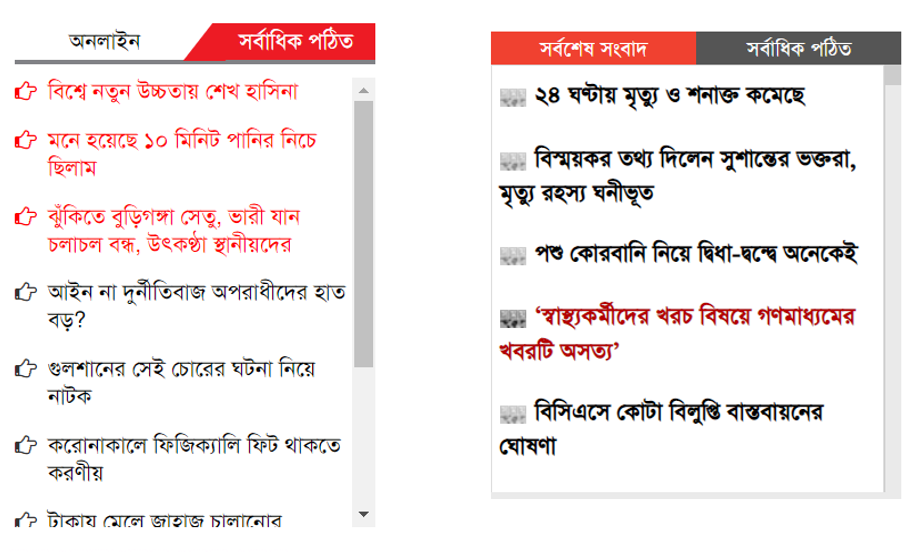 অনলাইন
সর্বাধিক পঠিত
বিশ্বে নতুন উচ্চতায় শেখ হাসিনা
মনে হয়েছে ১০ মিনিট পানির নিচে
ছিলাম
ঝুঁকিতে বুড়িগঙ্গা সেতু, ভারী যান
চলাচল বন্ধ, উৎকণ্ঠা স্থানীয়দের
আইন না দুর্নীতিবাজ অপরাধীদের হাত
বড়?
গুলশানের সেই চোরের ঘটনা নিয়ে
নাটক
করোনাকালে ফিজিক্যালি ফিট থাকতে
করণীয়
টাকায় মেলে জাহাজ চালানোর
সর্বশেষ সংবাদ
সর্বাধিক পঠিত
২৪ ঘণ্টায় মৃত্যু ও শনাক্ত কমেছে
বিস্ময়কর তথ্য দিলেন সুশান্তের ভক্তরা,
মৃত্যু রহস্য ঘনীভূত
পশু কোরবানি নিয়ে দ্বিধা-দ্বন্দ্বে অনেকেই
‘স্বাস্থ্যকর্মীদের খরচ বিষয়ে গণমাধ্যমের
খবরটি অসত্য’
বিসিএসে কোটা বিলুপ্তি বাস্তবায়নের
ঘোষণা